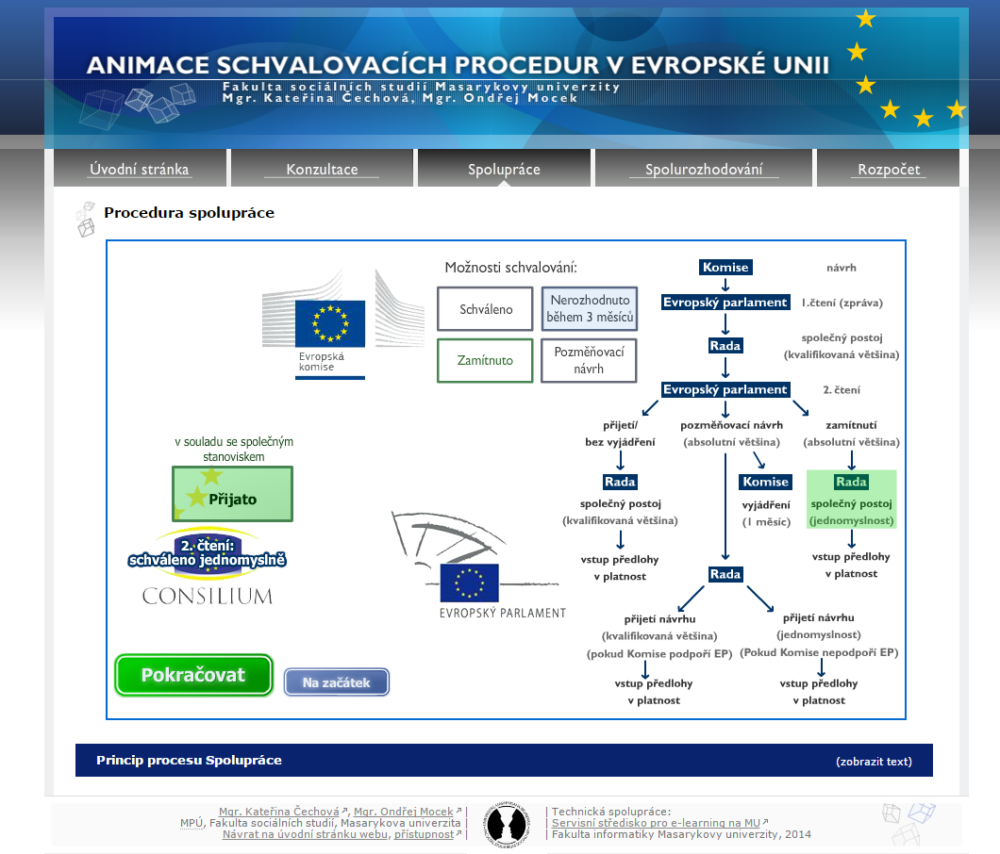 ANIMACE SCHVALOVACÍCH PROCEDUR V EVROPSKÉ UNII
Fakulta sociálních studií Masarykovy univerzity
Mgr. Kateřina Čechová, Mgr. Ondřej Mocek
Úvodní stránka
Konzultace
Spolupráce
Spolurozhodování
Rozpočet
Procedura spolupráce
Evropská
komise
Možnosti schvalování:
Schváleno
Nerozhodnuto
během 3 měsíců
Zamítnuto
Pozměňovací
návrh
v souladu se společným
stanoviskem
Přijato
2. čtení:
schváleno jednomyslně
CONSILIUM
EVROPSKÝ PARLAMENT
Pokračovat
Na začátek
Komise
návrh
Evropský parlament
1.čtení (zpráva)
Rada
společný postoj
(kvalifikovaná většina)
Evropský parlament
2. čtení
přijetí/
bez vyjádření
pozměňovací návrh
(absolutní většina)
zamítnutí
(absolutní většina)
Rada
společný postoj
(kvalifikovaná většina)
Komise
vyjádření
(1 měsíc)
Rada
společný postoj
(jednomyslnost)
vstup předlohy
v platnost
vstup předlohy
v platnost
Rada
přijetí návrhu
(kvalifikovaná většina)
(pokud Komise podpoří EP)
přijetí návrhu
(jednomyslnost)
(Pokud Komise nepodpoří EP)
vstup předlohy
v platnost
vstup předlohy
v platnost
Princip procesu Spolupráce
(zobrazit text)
Mgr. Kateřina Čechová, Mgr. Ondřej Mocek |
MPÚ, Fakulta sociálních studií, Masarykova univerzita |
Návrat na úvodní stránku webu, přístupnost |
| Technická spolupráce:
| Servisní středisko pro e-learning na MU
| Fakulta informatiky Masarykovy univerzity, 2014